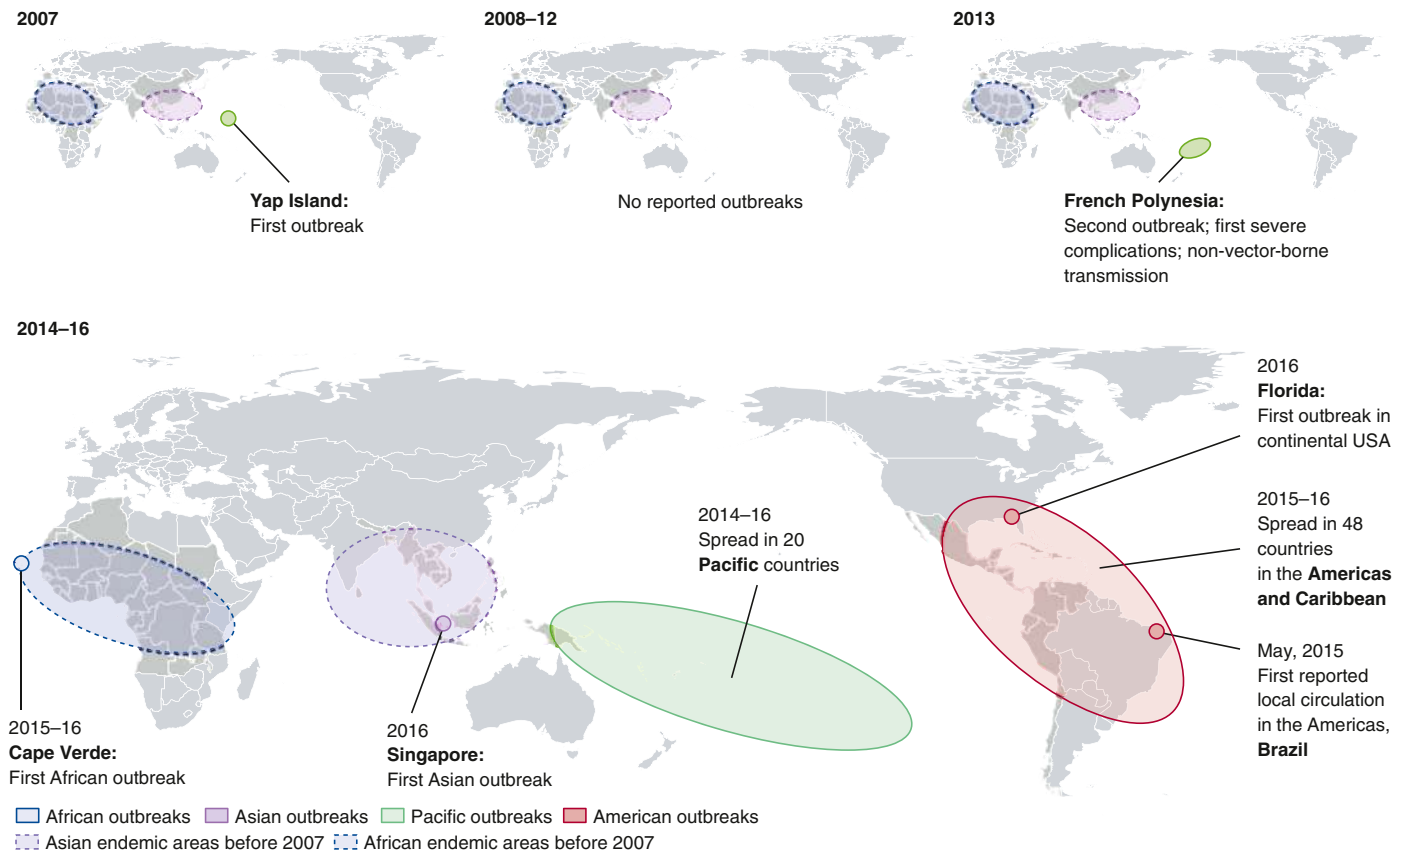 2007
2008–12
2013
Yap Island:
First outbreak
No reported outbreaks
French Polynesia:
Second outbreak; first severe
complications; non-vector-borne
transmission
2014–16
2016
Florida:
First outbreak in
continental USA
2014–16
Spread in 20
Pacific countries
2015–16
Spread in 48
countries
in the Americas
and Caribbean
May, 2015
First reported
local circulation
in the Americas,
Brazil
2015–16
Cape Verde:
First African outbreak
2016
Singapore:
First Asian outbreak
African outbreaks
Asian outbreaks
Pacific outbreaks
American outbreaks
Asian endemic areas before 2007
African endemic areas before 2007